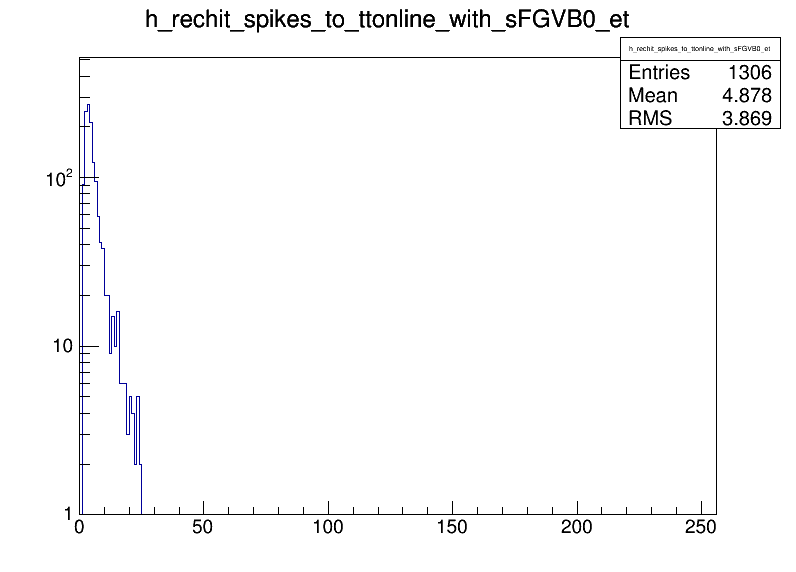 h_rechit_spikes_to_ttonline_with_sFGVB0_et
h_rechit_spikes_to_ttonline_with_sFGVB0_et
Entries 1306
Mean 4.878
RMS 3.869
10²
10
1
0 50 100 150 200 250